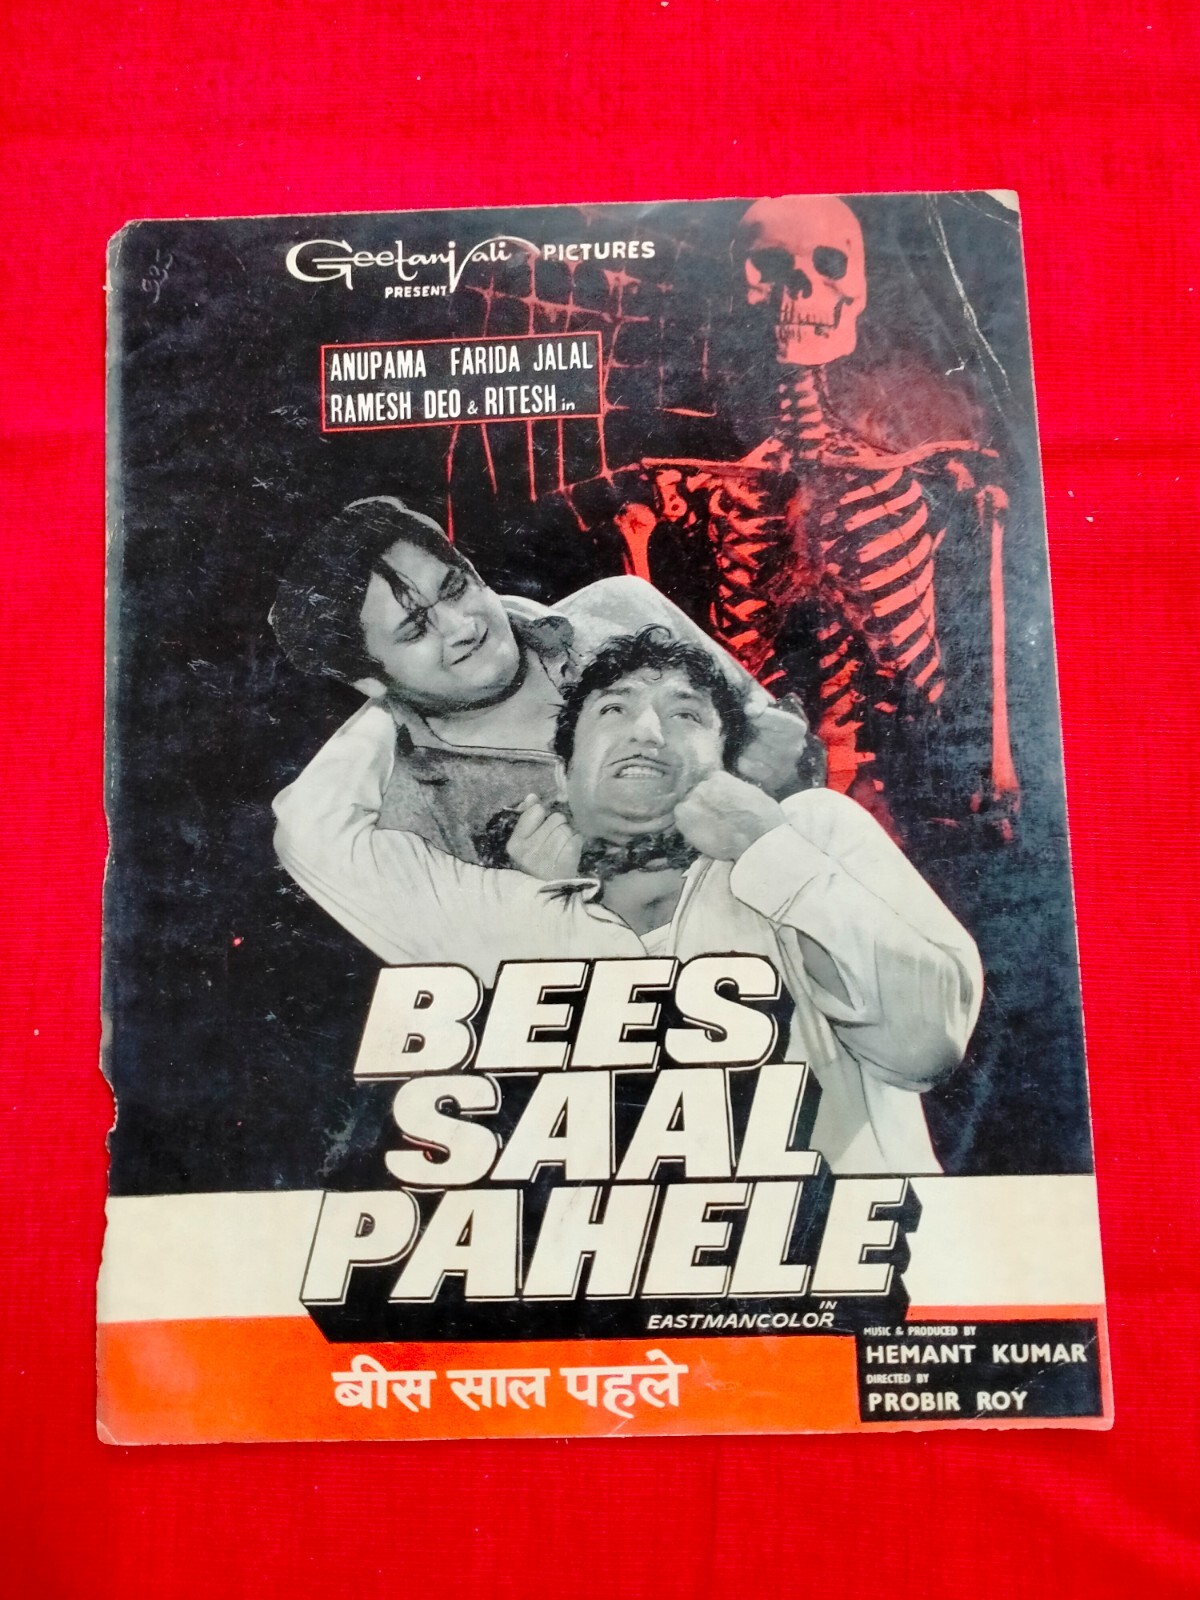 Geetanjali PICTURES
PRESENT
ANUPAMA FARIDA JALAL
RAMESH DEO & RITESH in
BEES
SAAL
PAHELE
IN
EASTMANCOLOR
बीस साल पहले
MUSIC & PRODUCED BY
HEMANT KUMAR
DIRECTED BY
PROBIR ROY